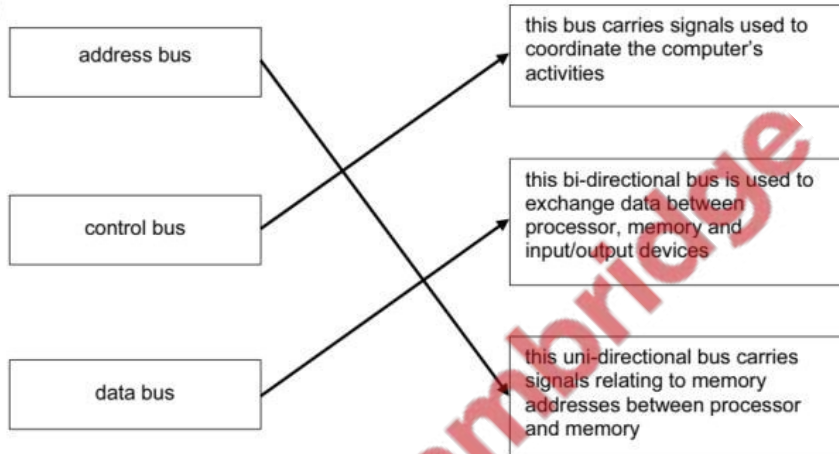 address bus
this bus carries signals used to
coordinate the computer's
activities
control bus
this bi-directional bus is used to
exchange data between
processor, memory and
input/output devices
data bus
this uni-directional bus carries
signals relating to memory
addresses between processor
and memory